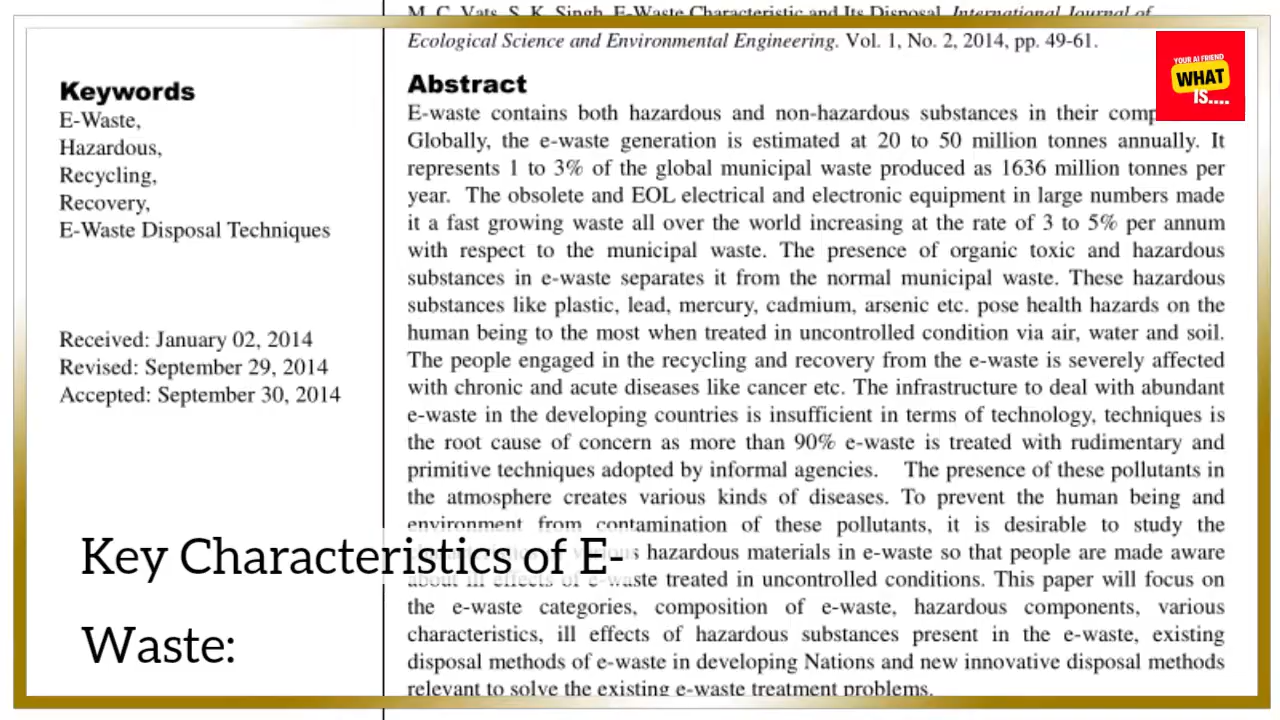 M. C. Vats, S. K. Singh. E-Waste Characteristic and Its Disposal. International Journal of
Ecological Science and Environmental Engineering. Vol. 1, No. 2, 2014, pp. 49-61.
YOUR AI FRIEND
WHAT
IS....
Keywords
E-Waste,
Hazardous,
Recycling,
Recovery,
E-Waste Disposal Techniques
Received: January 02, 2014
Revised: September 29, 2014
Accepted: September 30, 2014
Abstract
E-waste contains both hazardous and non-hazardous substances in their
Globally, the e-waste generation is estimated at 20 to 50 million tonnes annually. It
represents 1 to 3% of the global municipal waste produced as 1636 million tonnes per
year. The obsolete and EOL electrical and electronic equipment in large numbers made
it a fast growing waste all over the world increasing at the rate of 3 to 5% per annum
with respect to the municipal waste. The presence of organic toxic and hazardous
substances in e-waste separates it from the normal municipal waste. These hazardous
substances like plastic, lead, mercury, cadmium, arsenic etc. pose health hazards on the
human being to the most when treated in uncontrolled condition via air, water and soil.
The people engaged in the recycling and recovery from the e-waste is severely affected
with chronic and acute diseases like cancer etc. The infrastructure to deal with abundant
e-waste in the developing countries is insufficient in terms of technology, techniques is
the root cause of concern as more than 90% e-waste is treated with rudimentary and
primitive techniques adopted by informal agencies. The presence of these pollutants in
the atmosphere creates various kinds of diseases. To prevent the human being and
environment from contamination of these pollutants, it is desirable to study the
hazardous materials in e-waste so that people are made aware
about ill effects of e-waste treated in uncontrolled conditions. This paper will focus on
the e-waste categories, composition of e-waste, hazardous components, various
characteristics, ill effects of hazardous substances present in the e-waste, existing
disposal methods of e-waste in developing Nations and new innovative disposal methods
relevant to solve the existing e-waste treatment problems.
Key Characteristics of E-
Waste: